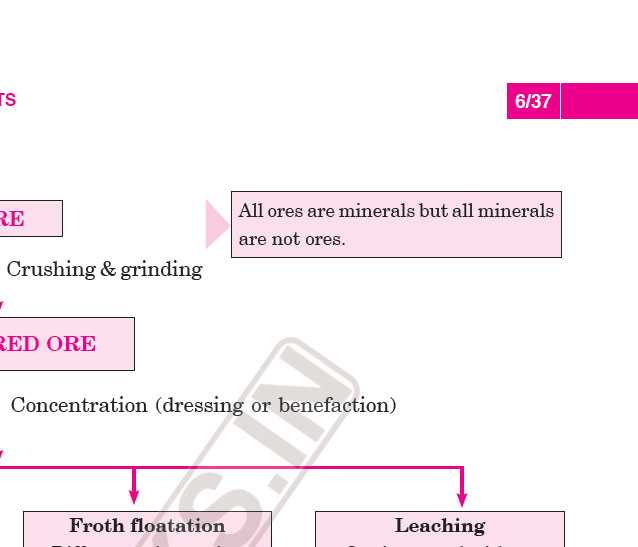 TS
6/37
RE
All ores are minerals but all minerals
are not ores.
Crushing & grinding
RED ORE
Concentration (dressing or benefaction)
S.IN
Froth floatation
Leaching